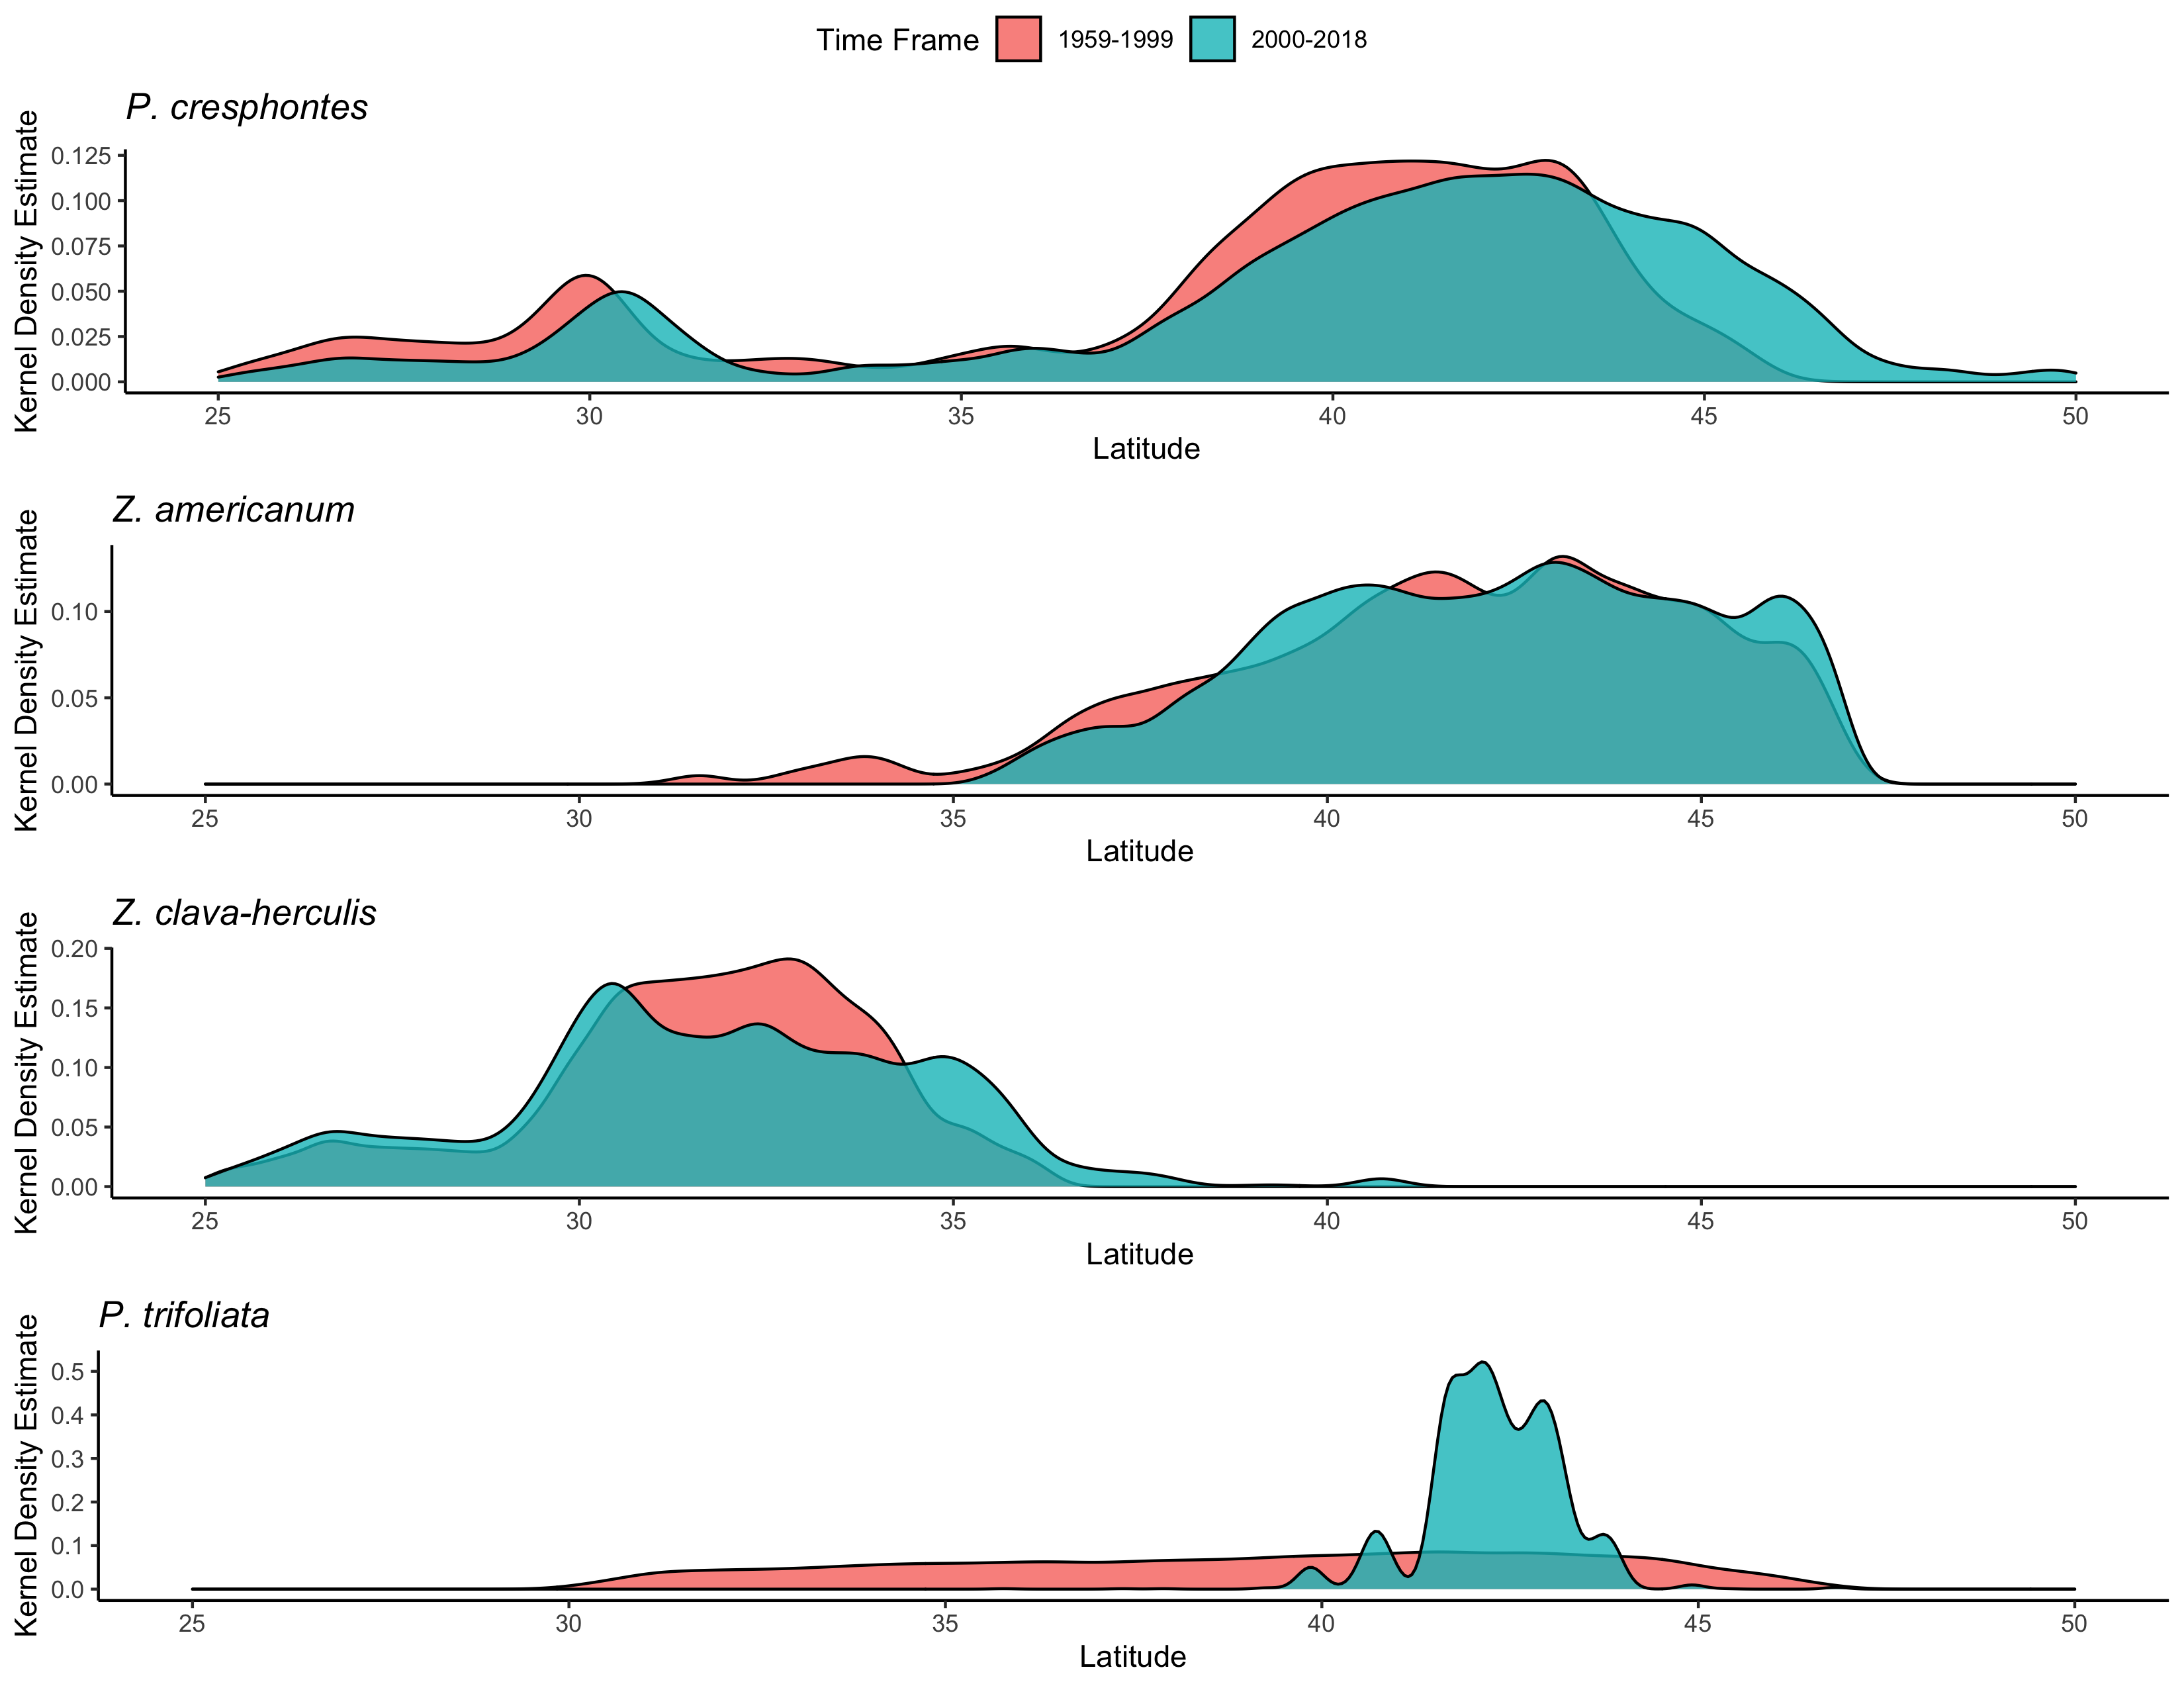 Time Frame 1959-1999 2000-2018
P. cresphontes
Kernel Density Estimate
0.125
0.100
0.075
0.050
0.025
0.000
25 30 35 40 45 50
Latitude
Z. americanum
Kernel Density Estimate
0.10
0.05
0.00
25 30 35 40 45 50
Latitude
Z. clava-herculis
Kernel Density Estimate
0.20
0.15
0.10
0.05
0.00
25 30 35 40 45 50
Latitude
P. trifoliata
Kernel Density Estimate
0.5
0.4
0.3
0.2
0.1
0.0
25 30 35 40 45 50
Latitude